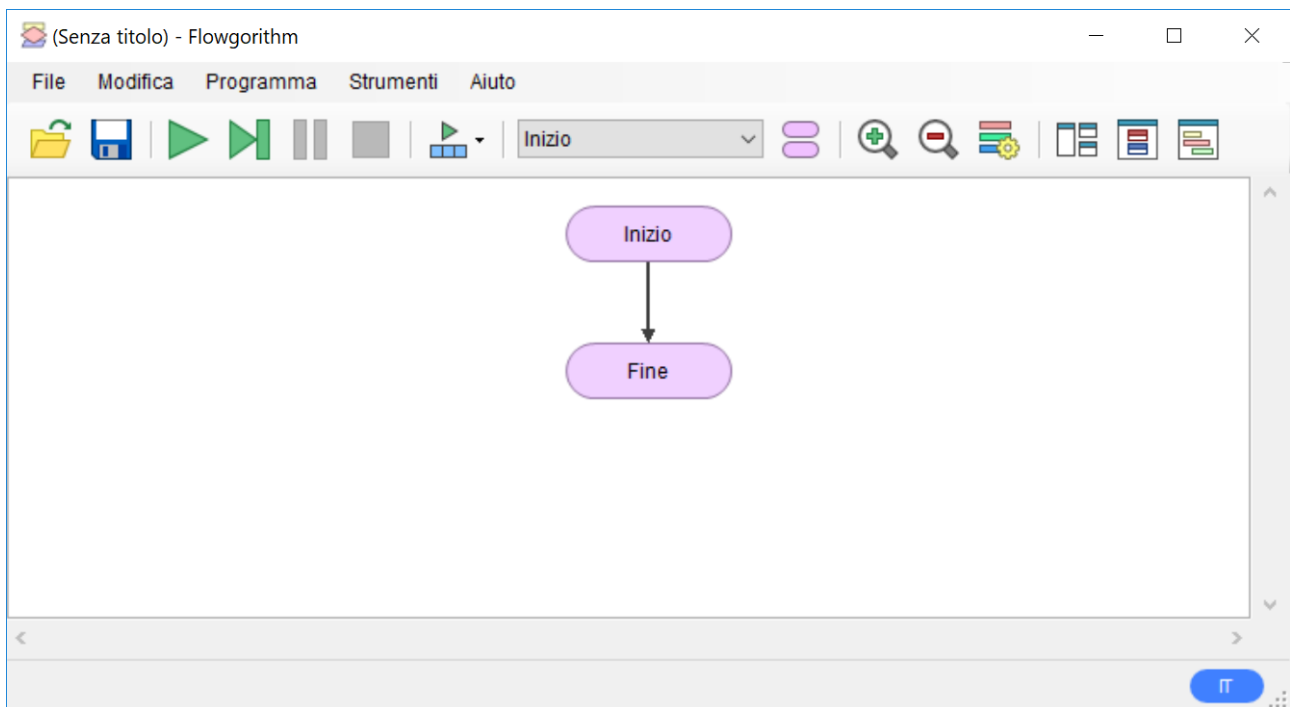 (Senza titolo) - Flowgorithm
File Modifica Programma Strumenti Aiuto
Inizio
Inizio
Fine
IT